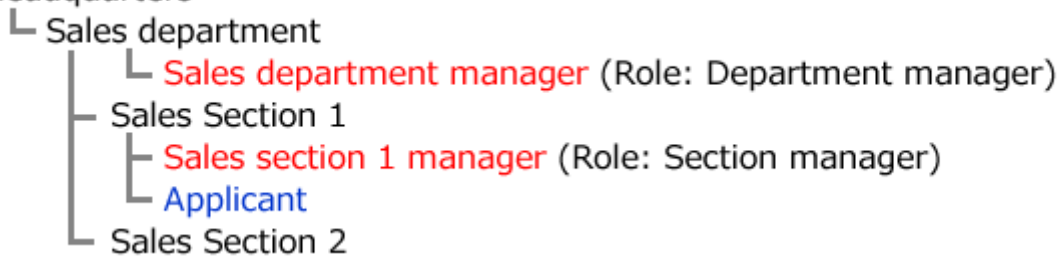 Sales department
Sales department manager (Role: Department manager)
Sales Section 1
Sales section 1 manager (Role: Section manager)
Applicant
Sales Section 2